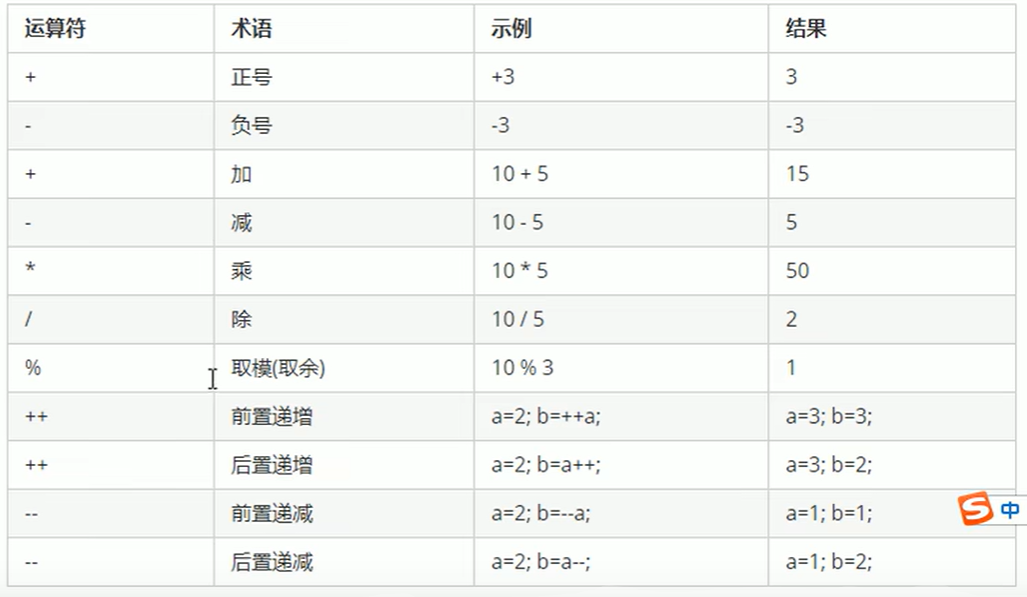 运算符 术语 示例 结果
+ 正号 +3 3
- 负号 -3 -3
+ 加 10 + 5 15
- 减 10 - 5 5
* 乘 10 * 5 50
/ 除 10 / 5 2
% 取模(取余) 10 % 3 1
++ 前置递增 a=2; b=++a; a=3; b=3;
++ 后置递增 a=2; b=a++; a=3; b=2;
-- 前置递减 a=2; b=--a; a=1; b=1;
-- 后置递减 a=2; b=a--; a=1; b=2;
S 中